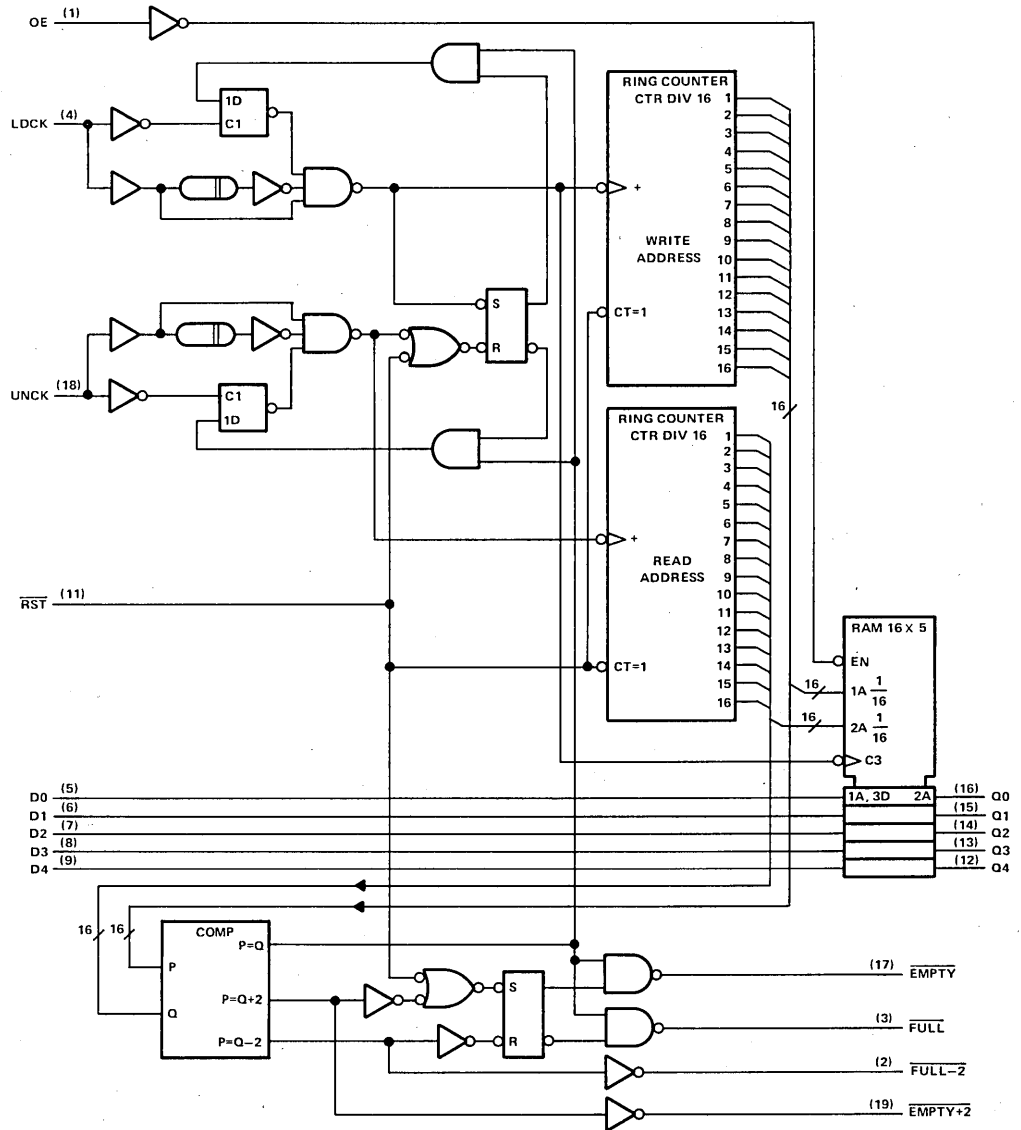 OE (1)
1D
C1
LDCK (4)
RING COUNTER
CTR DIV 16
1
2
3
4
5
6
7
8
9
10
11
12
13
14
15
16
+
WRITE
ADDRESS
CT=1
S
R
UNCK (18)
C1
1D
16
RING COUNTER
CTR DIV 16
1
2
3
4
5
6
7
8
9
10
11
12
13
14
15
16
+
READ
ADDRESS
CT=1
RST (11)
RAM 16 X 5
EN
16 1A 1/16
16 2A 1/16
C3
D0 (5) 1A, 3D 2A (16) Q0
D1 (6) (15) Q1
D2 (7) (14) Q2
D3 (8) (13) Q3
D4 (9) (12) Q4
16 16
COMP
P=Q
P
P=Q+2
Q
P=Q−2
S
R
(17) EMPTY
(3) FULL
(2) FULL−2
(19) EMPTY+2